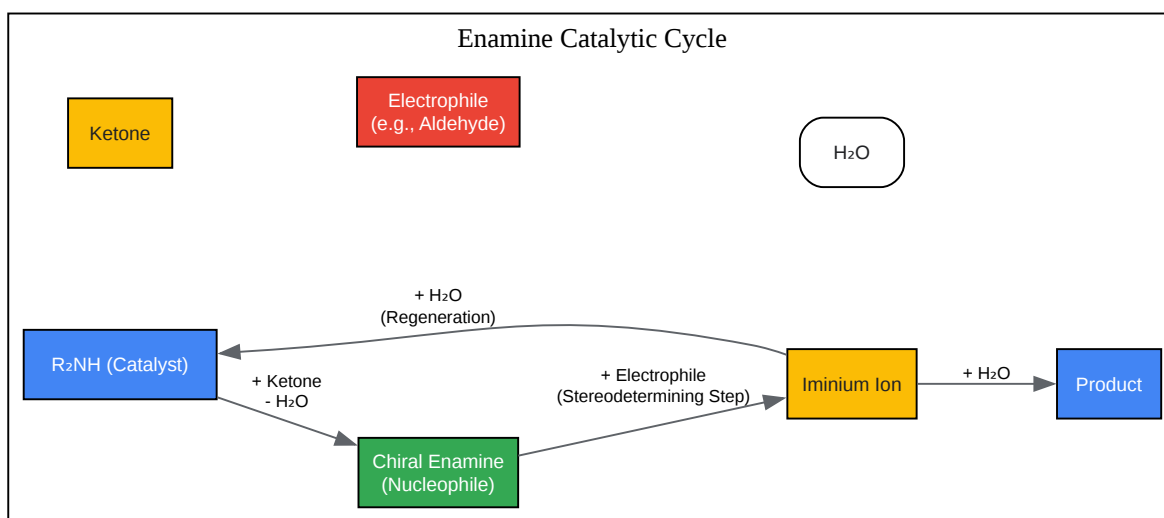 Enamine Catalytic Cycle
Ketone
Electrophile
(e.g., Aldehyde)
H₂O
+ H₂O
(Regeneration)
R₂NH (Catalyst)
+ Ketone
- H₂O
+ Electrophile
(Stereodetermining Step)
Iminium Ion
+ H₂O
Product
Chiral Enamine
(Nucleophile)